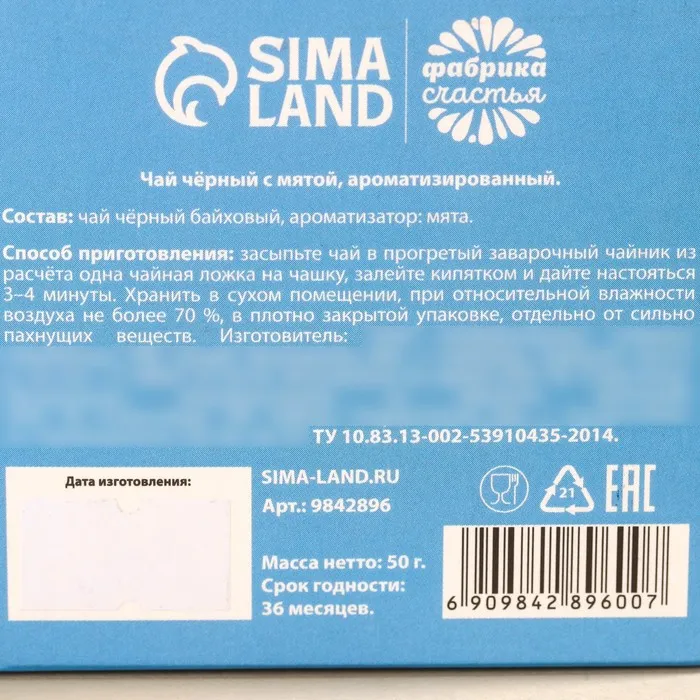 SIMA
LAND
фабрика
счастья
Чай чёрный с мятой, ароматизированный.
Состав: чай чёрный байховый, ароматизатор: мята.
Способ приготовления: засыпьте чай в прогретый заварочный чайник из
расчёта одна чайная ложка на чашку, залейте кипятком и дайте настояться
3–4 минуты. Хранить в сухом помещении, при относительной влажности
воздуха не более 70 %, в плотно закрытой упаковке, отдельно от сильно
пахнущих веществ. Изготовитель:
ТУ 10.83.13-002-53910435-2014.
Дата изготовления:
SIMA-LAND.RU
Арт.: 9842896
Масса нетто: 50 г.
Срок годности:
36 месяцев.
21
EAC
6 909842 896007